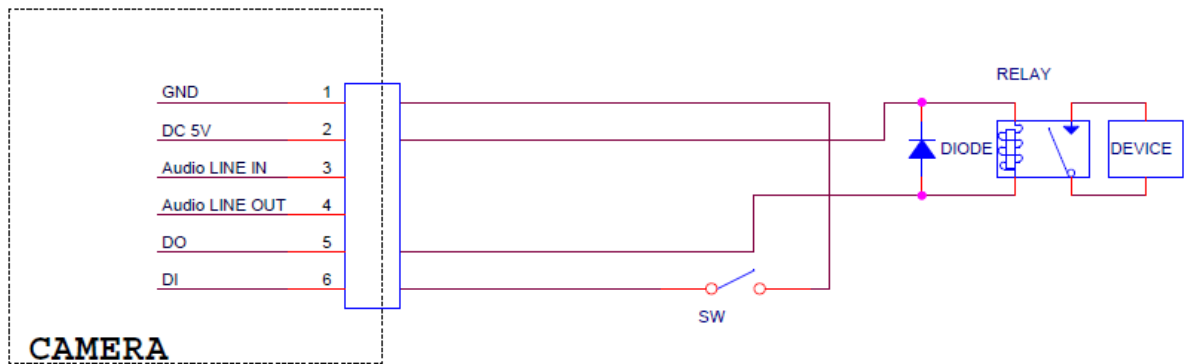 RELAY
GND 1
DC 5V 2
Audio LINE IN 3
Audio LINE OUT 4
DO 5
DI 6
DIODE
DEVICE
SW
CAMERA